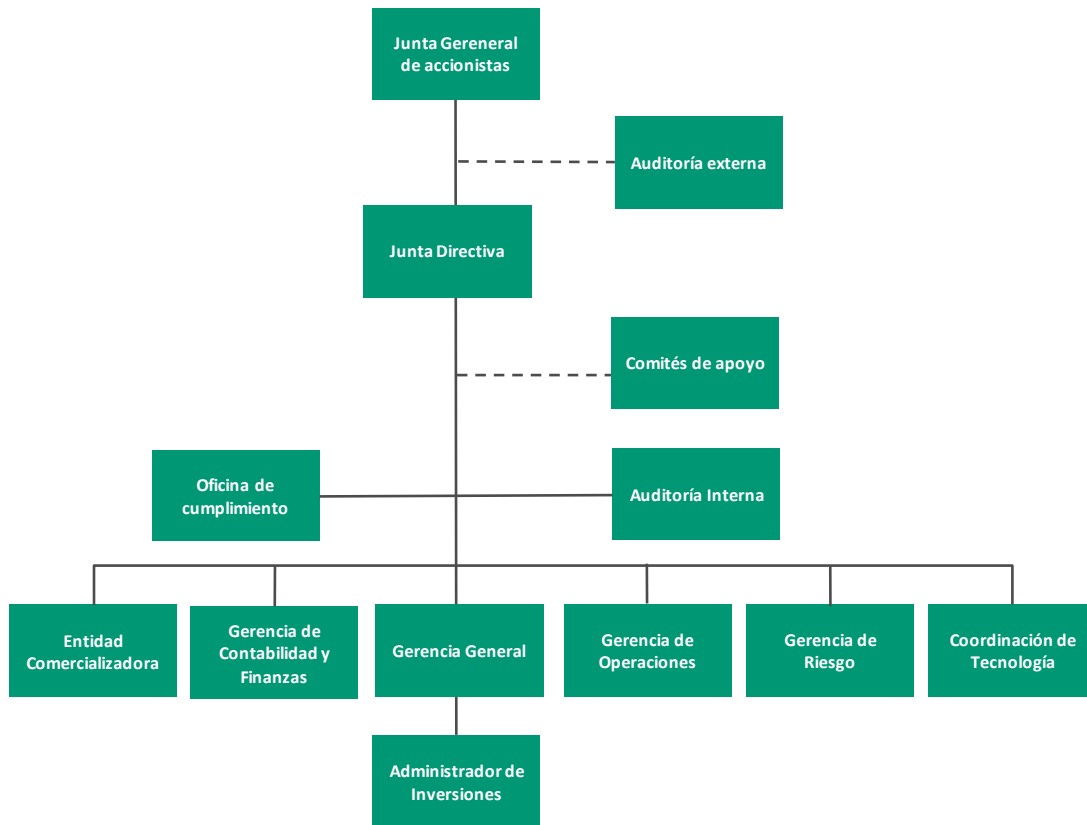 Junta Gereneral
de accionistas
Auditoría externa
Junta Directiva
Comités de apoyo
Oficina de
cumplimiento
Auditoría Interna
Entidad
Comercializadora
Gerencia de
Contabilidad y
Finanzas
Gerencia General
Gerencia de
Operaciones
Gerencia de
Riesgo
Coordinación de
Tecnología
Administrador de
Inversiones